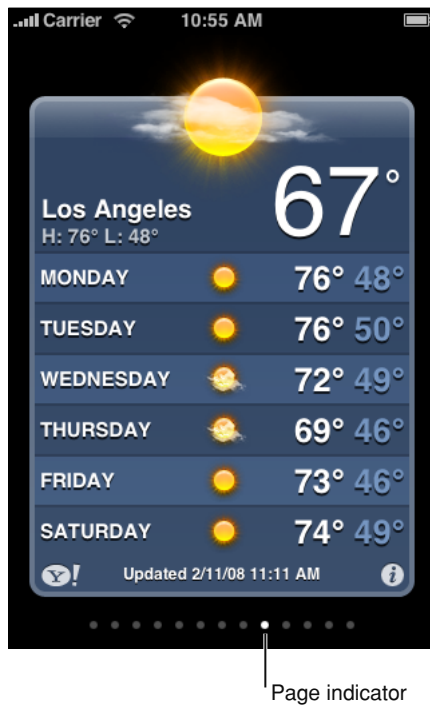 Carrier 10:55 AM
67°
Los Angeles
H: 76° L: 48°
MONDAY 76° 48°
TUESDAY 76° 50°
WEDNESDAY 72° 49°
THURSDAY 69° 46°
FRIDAY 73° 46°
SATURDAY 74° 49°
Y! Updated 2/11/08 11:11 AM i
Page indicator